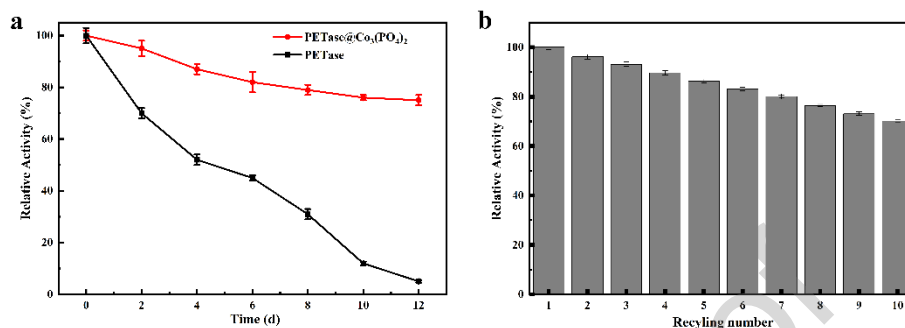 a
PETase@Co₃(PO₄)₂
PETase
Relative Activity (%)
100
80
60
40
20
0
0 2 4 6 8 10 12
Time (d)
b
Relative Activity (%)
100
80
60
40
20
0
1 2 3 4 5 6 7 8 9 10
Recyling number